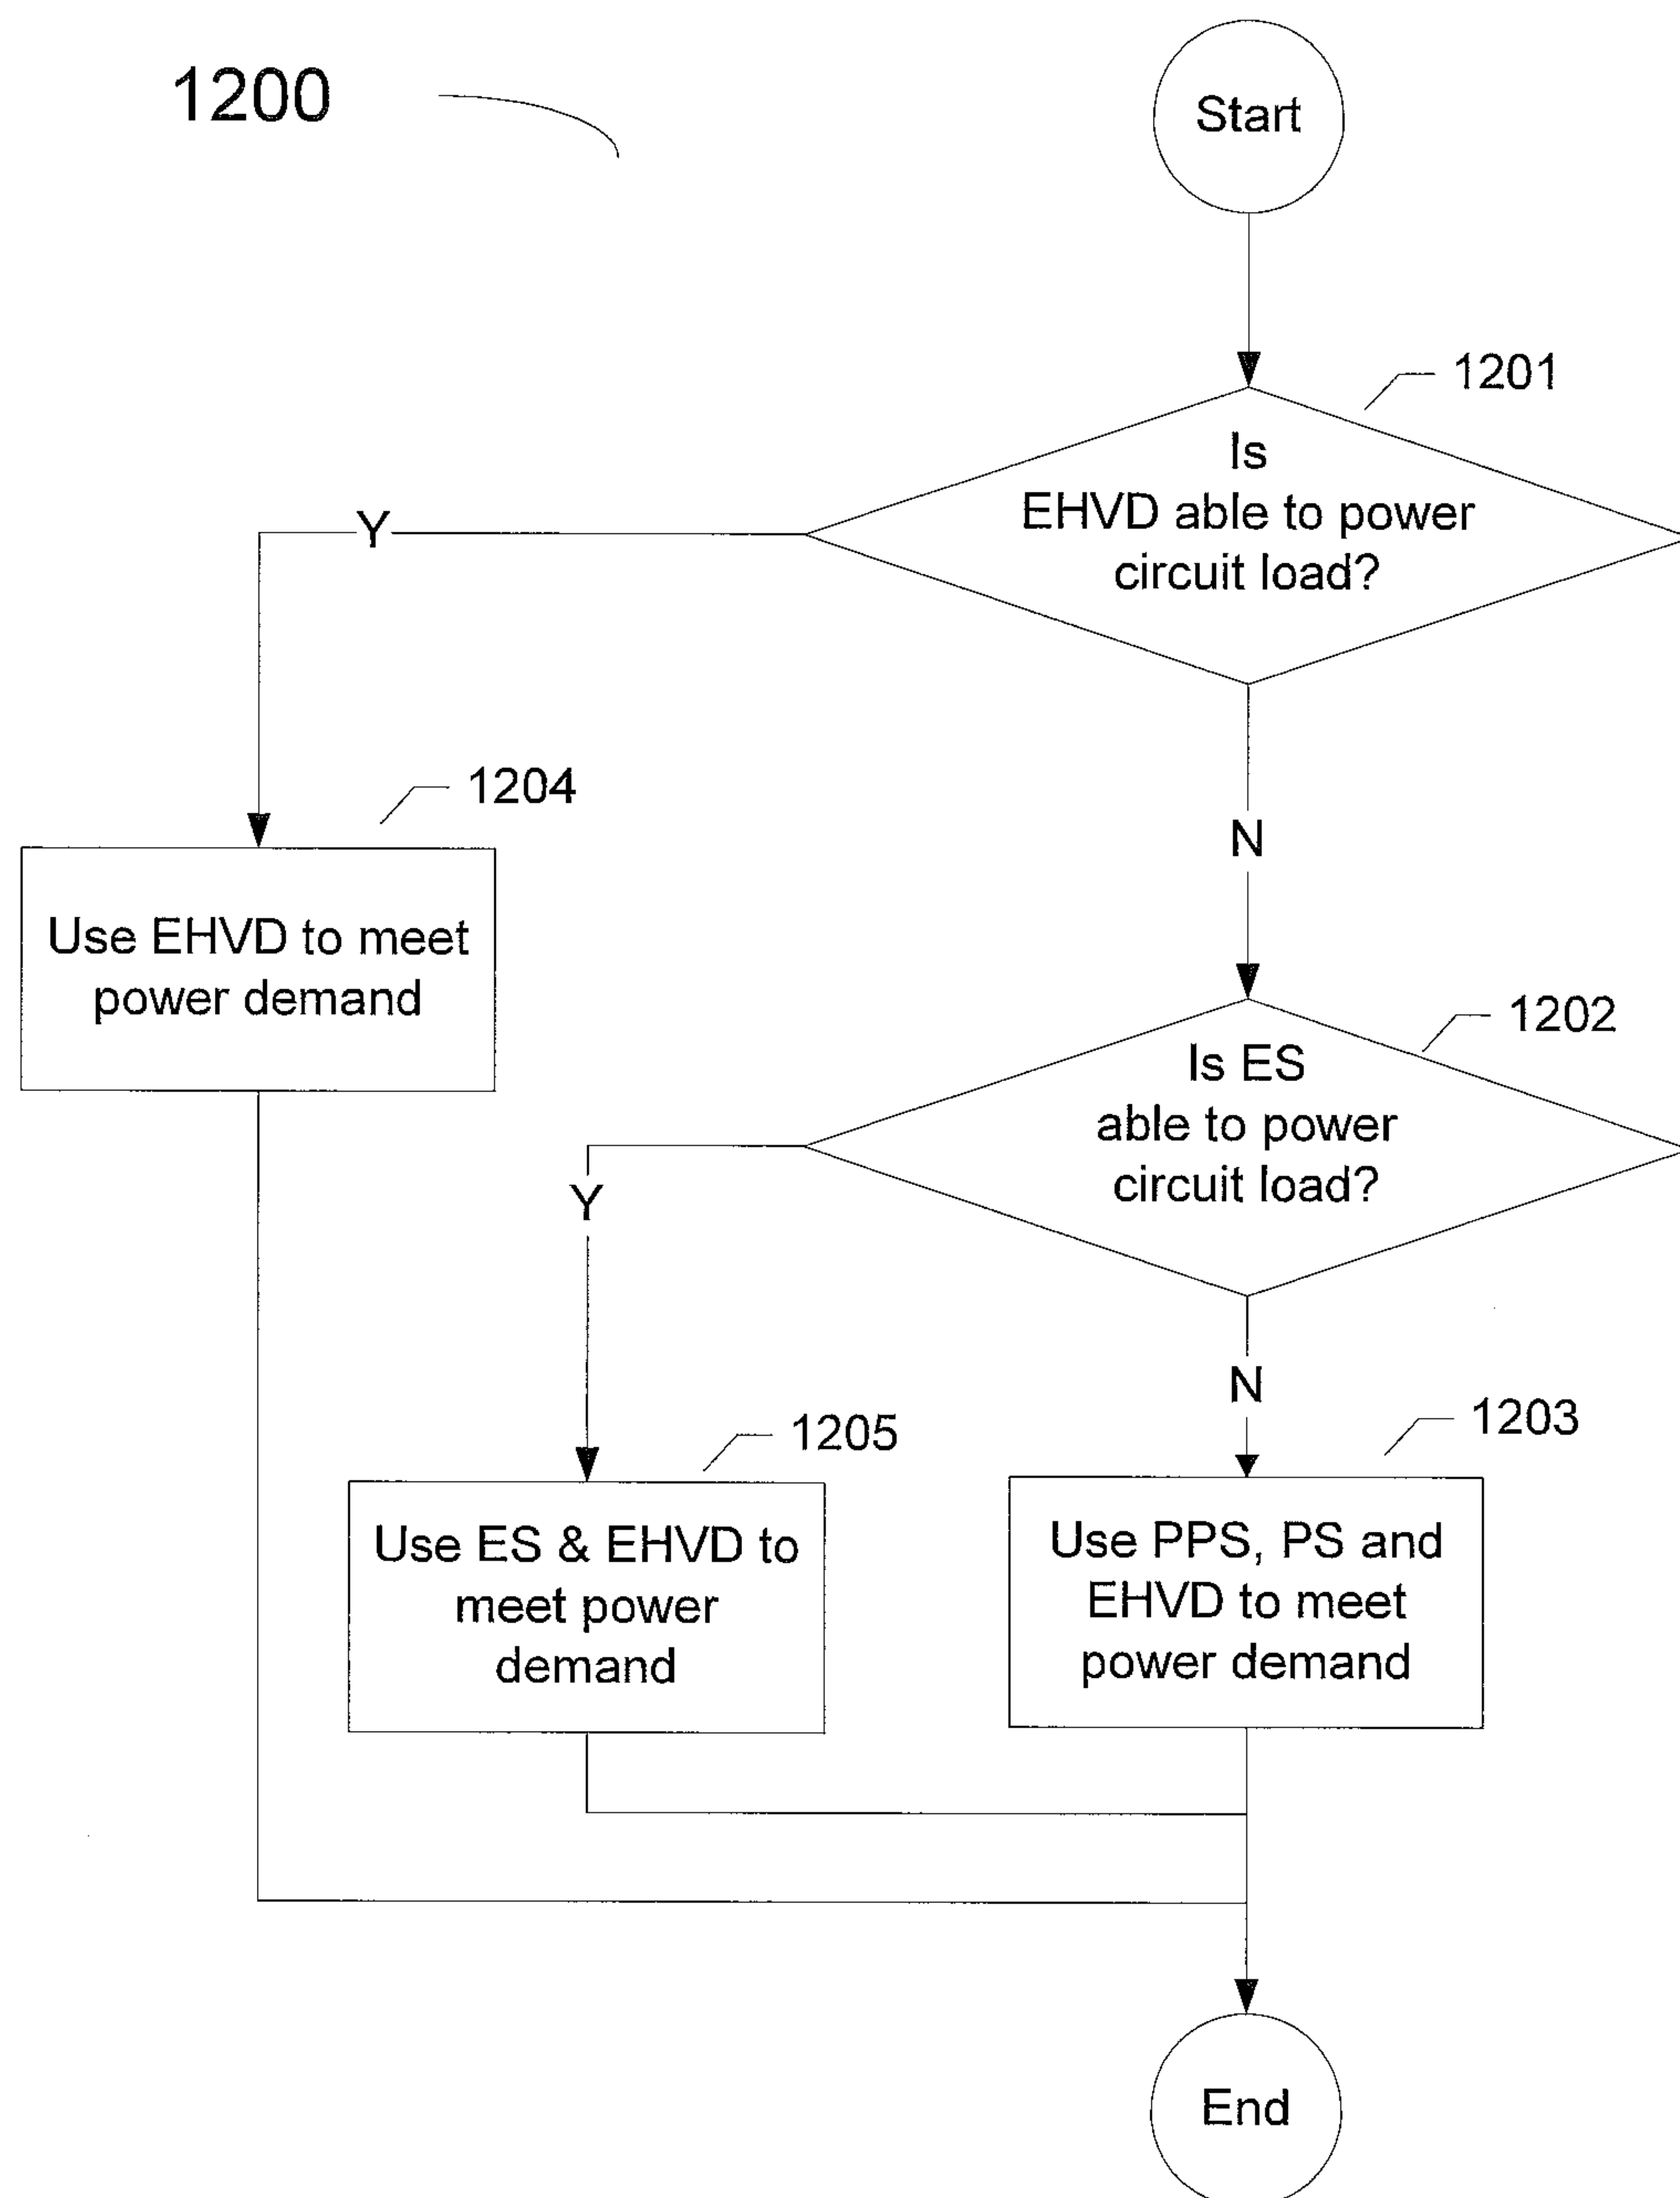 1200
Start
1201
Is
EHVD able to power
circuit load?
Y
N
1204
Use EHVD to meet
power demand
1202
Is ES
able to power
circuit load?
Y
N
1205
Use ES & EHVD to
meet power
demand
1203
Use PPS, PS and
EHVD to meet
power demand
End